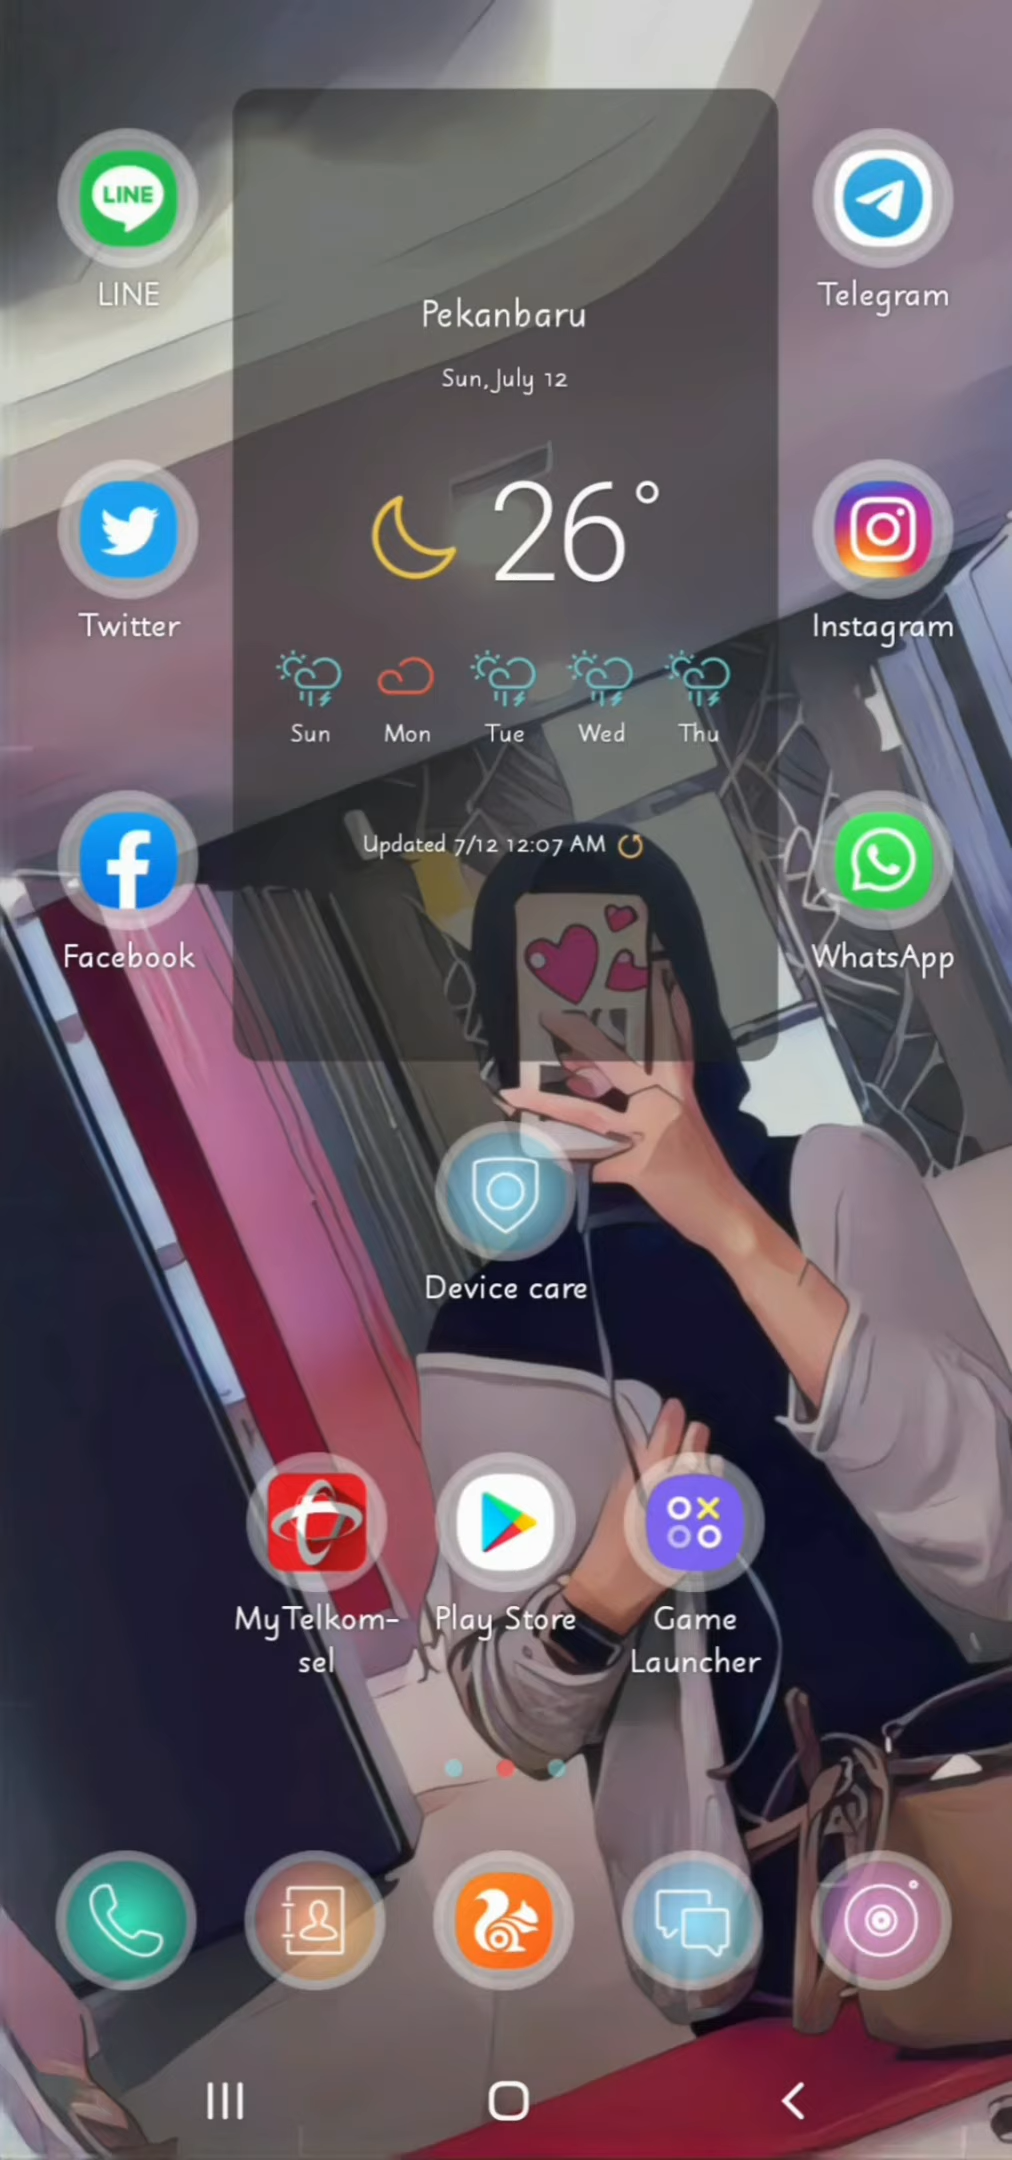 LINE
LINE
Telegram
Pekanbaru
Sun, July 12
26°
Twitter
Instagram
Sun Mon Tue Wed Thu
Updated 7/12 12:07 AM
Facebook
WhatsApp
Device care
MyTelkom-
sel
Play Store
Game
Launcher